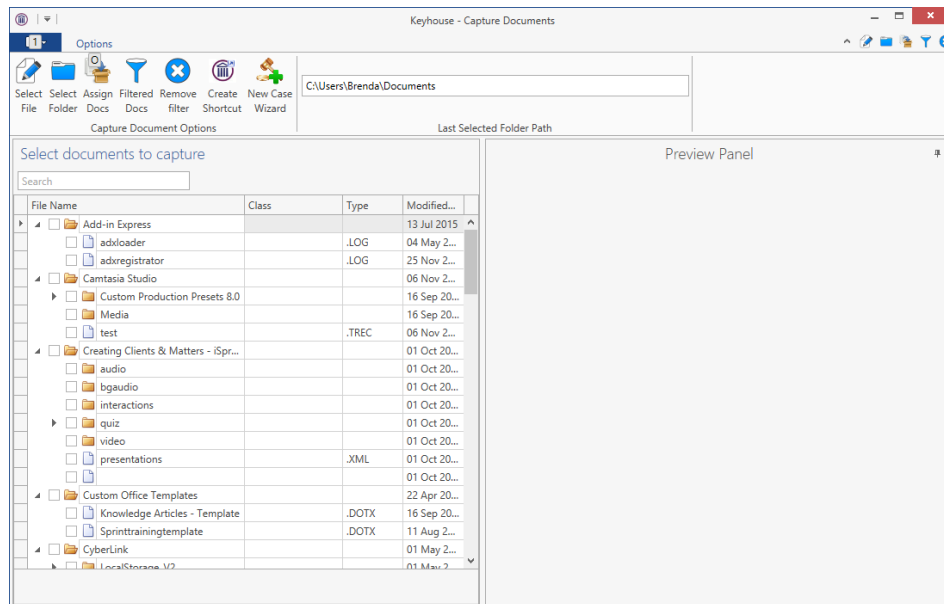 Keyhouse - Capture Documents
1
Options
O
Select File
Select Folder
Assign Docs
Filtered Docs
Remove filter
Create Shortcut
New Case Wizard
C:\Users\Brenda\Documents
Capture Document Options
Last Selected Folder Path
Select documents to capture
Preview Panel
Search
File Name Class Type Modified...
Add-in Express 13 Jul 2015
adxloader .LOG 04 May 2...
adxregistrator .LOG 25 Nov 2...
Camtasia Studio 06 Nov 2...
Custom Production Presets 8.0 16 Sep 20...
Media 16 Sep 20...
test .TREC 06 Nov 2...
Creating Clients & Matters - iSpr... 01 Oct 20...
audio 01 Oct 20...
bgaudio 01 Oct 20...
interactions 01 Oct 20...
quiz 01 Oct 20...
video 01 Oct 20...
presentations .XML 01 Oct 20...
01 Oct 20...
Custom Office Templates 22 Apr 20...
Knowledge Articles - Template .DOTX 16 Sep 20...
Sprinttrainingtemplate .DOTX 11 Aug 2...
CyberLink 01 May 2...
LocalStorage_V2 01 May 2...